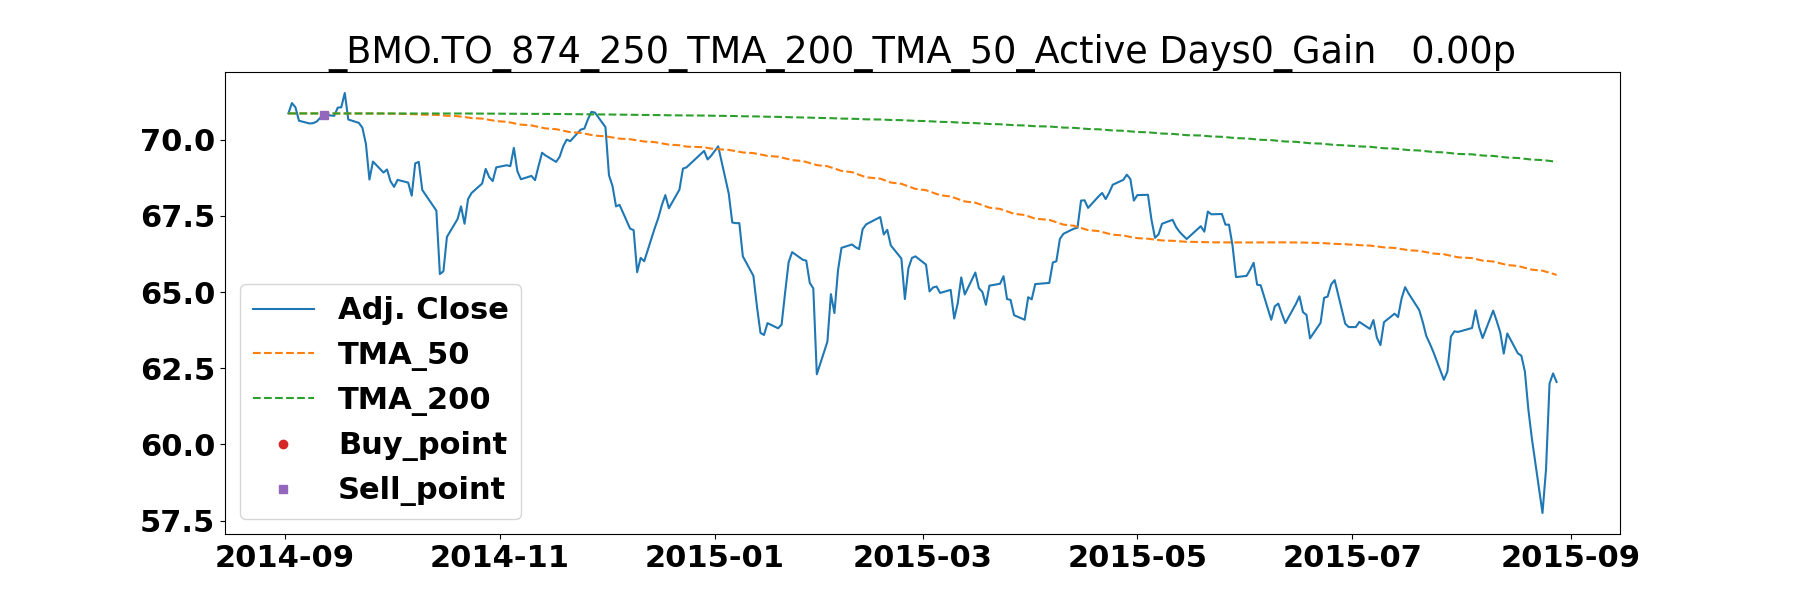 _BMO.TO_874_250_TMA_200_TMA_50_Active Days0_Gain   0.00p
70.0
67.5
65.0
62.5
60.0
57.5
Adj. Close
TMA_50
TMA_200
Buy_point
Sell_point
2014-09 2014-11 2015-01 2015-03 2015-05 2015-07 2015-09